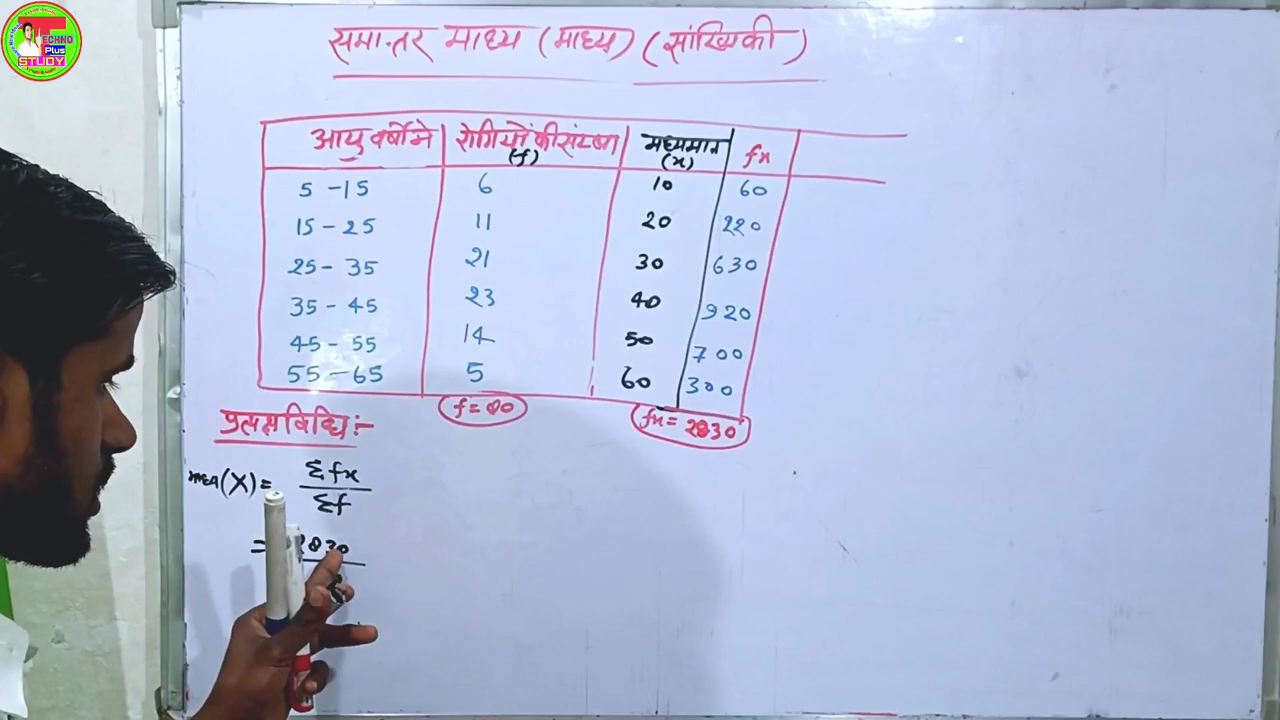 TECHNO
Plus
STUDY
समान्तर माध्य (माध्य) (सांख्यिकी)
आयु वर्षो में रोगियों की संख्या (f) मध्यमान (x) fx
5 - 15 6 10 60
15 - 25 11 20 220
25 - 35 21 30 630
35 - 45 23 40 920
45 - 55 14 50 700
55 - 65 5 60 300
f = 80 fx = 2830
प्रत्यक्ष विधि :-
(X) = Σfx
Σf
= 2830